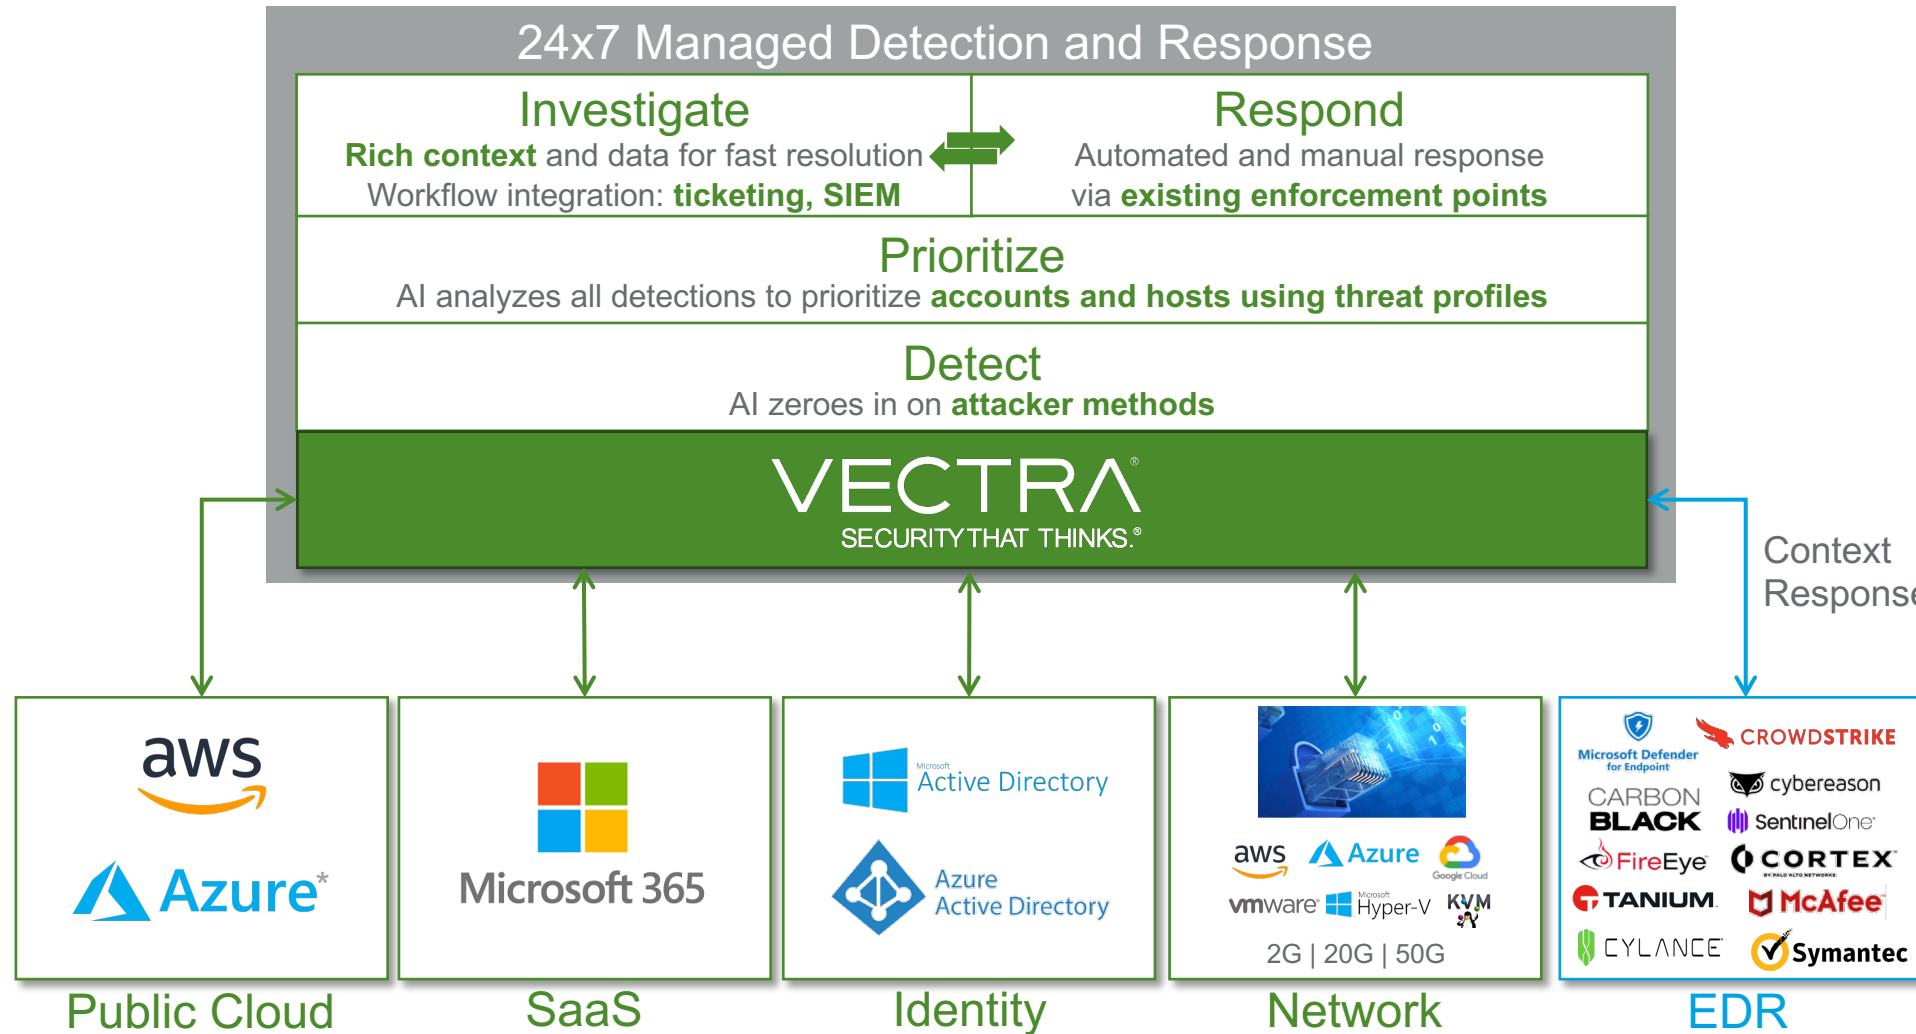 24x7 Managed Detection and Response
Investigate
Rich context and data for fast resolution
Workflow integration: ticketing, SIEM
Respond
Automated and manual response
via existing enforcement points
Prioritize
AI analyzes all detections to prioritize accounts and hosts using threat profiles
Detect
AI zeroes in on attacker methods
VECTRA®
SECURITY THAT THINKS.®
Context
Response
aws
Azure*
Public Cloud
Microsoft 365
SaaS
Microsoft
Active Directory
Azure
Active Directory
Identity
aws
Azure
Google Cloud
vmware
Microsoft
Hyper-V
KVM
2G | 20G | 50G
Network
Microsoft Defender
for Endpoint
CROWDSTRIKE
cybereason
CARBON
BLACK
SentinelOne
FireEye
CORTEX
BY PALO ALTO NETWORKS
TANIUM
McAfee
CYLANCE
Symantec
EDR